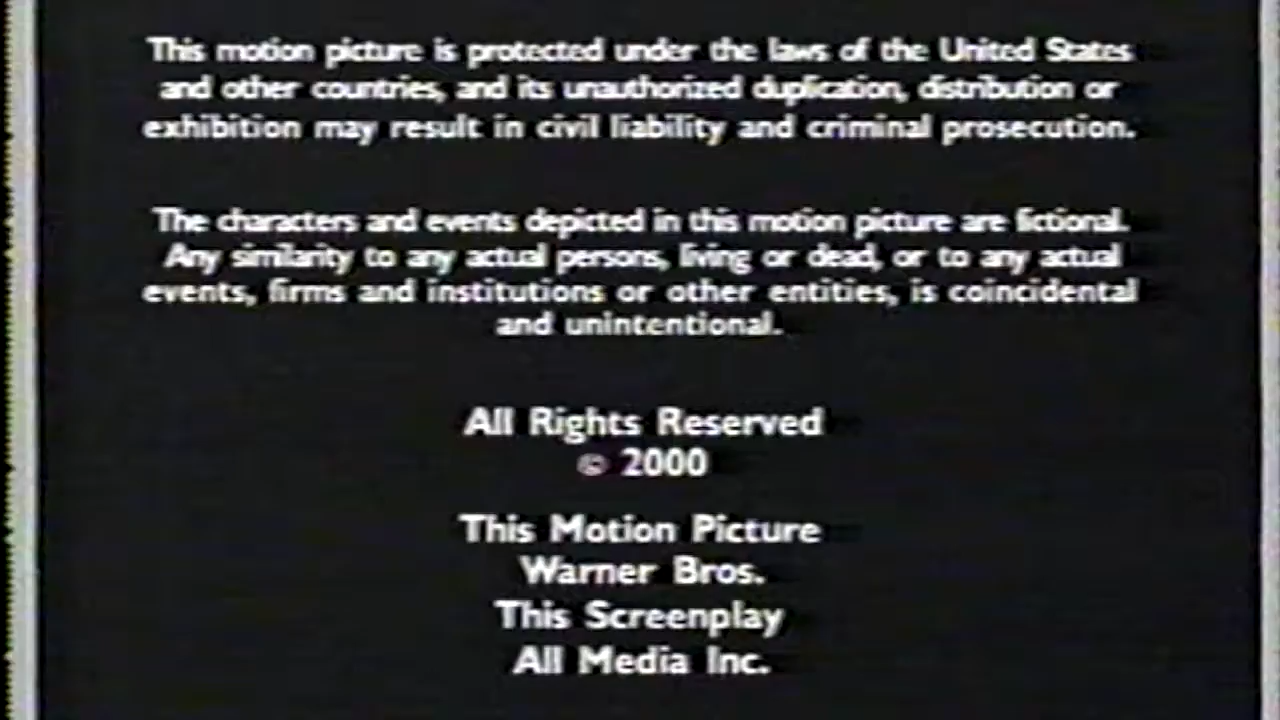 This motion picture is protected under the laws of the United States
and other countries, and its unauthorized duplication, distribution or
exhibition may result in civil liability and criminal prosecution.
The characters and events depicted in this motion picture are fictional.
Any similarity to any actual persons, living or dead, or to any actual
events, firms and institutions or other entities, is coincidental
and unintentional.
All Rights Reserved
© 2000
This Motion Picture
Warner Bros.
This Screenplay
All Media Inc.